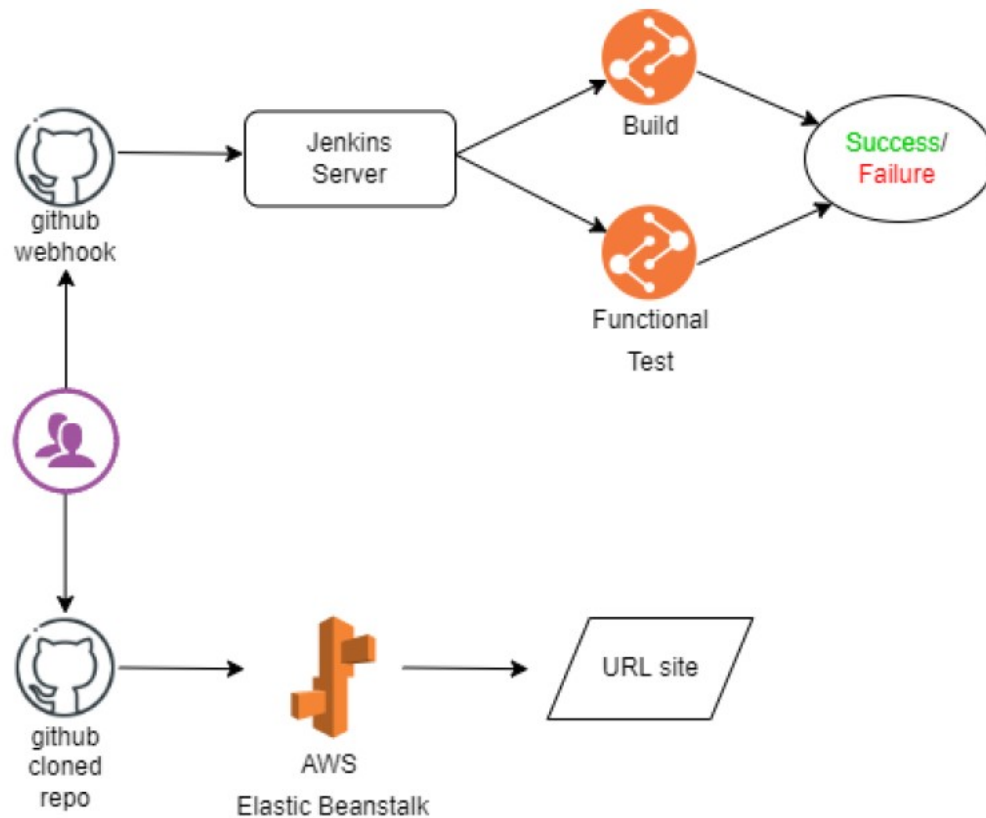 github
webhook
Jenkins
Server
Build
Functional
Test
Success/
Failure
github
cloned
repo
AWS
Elastic Beanstalk
URL site